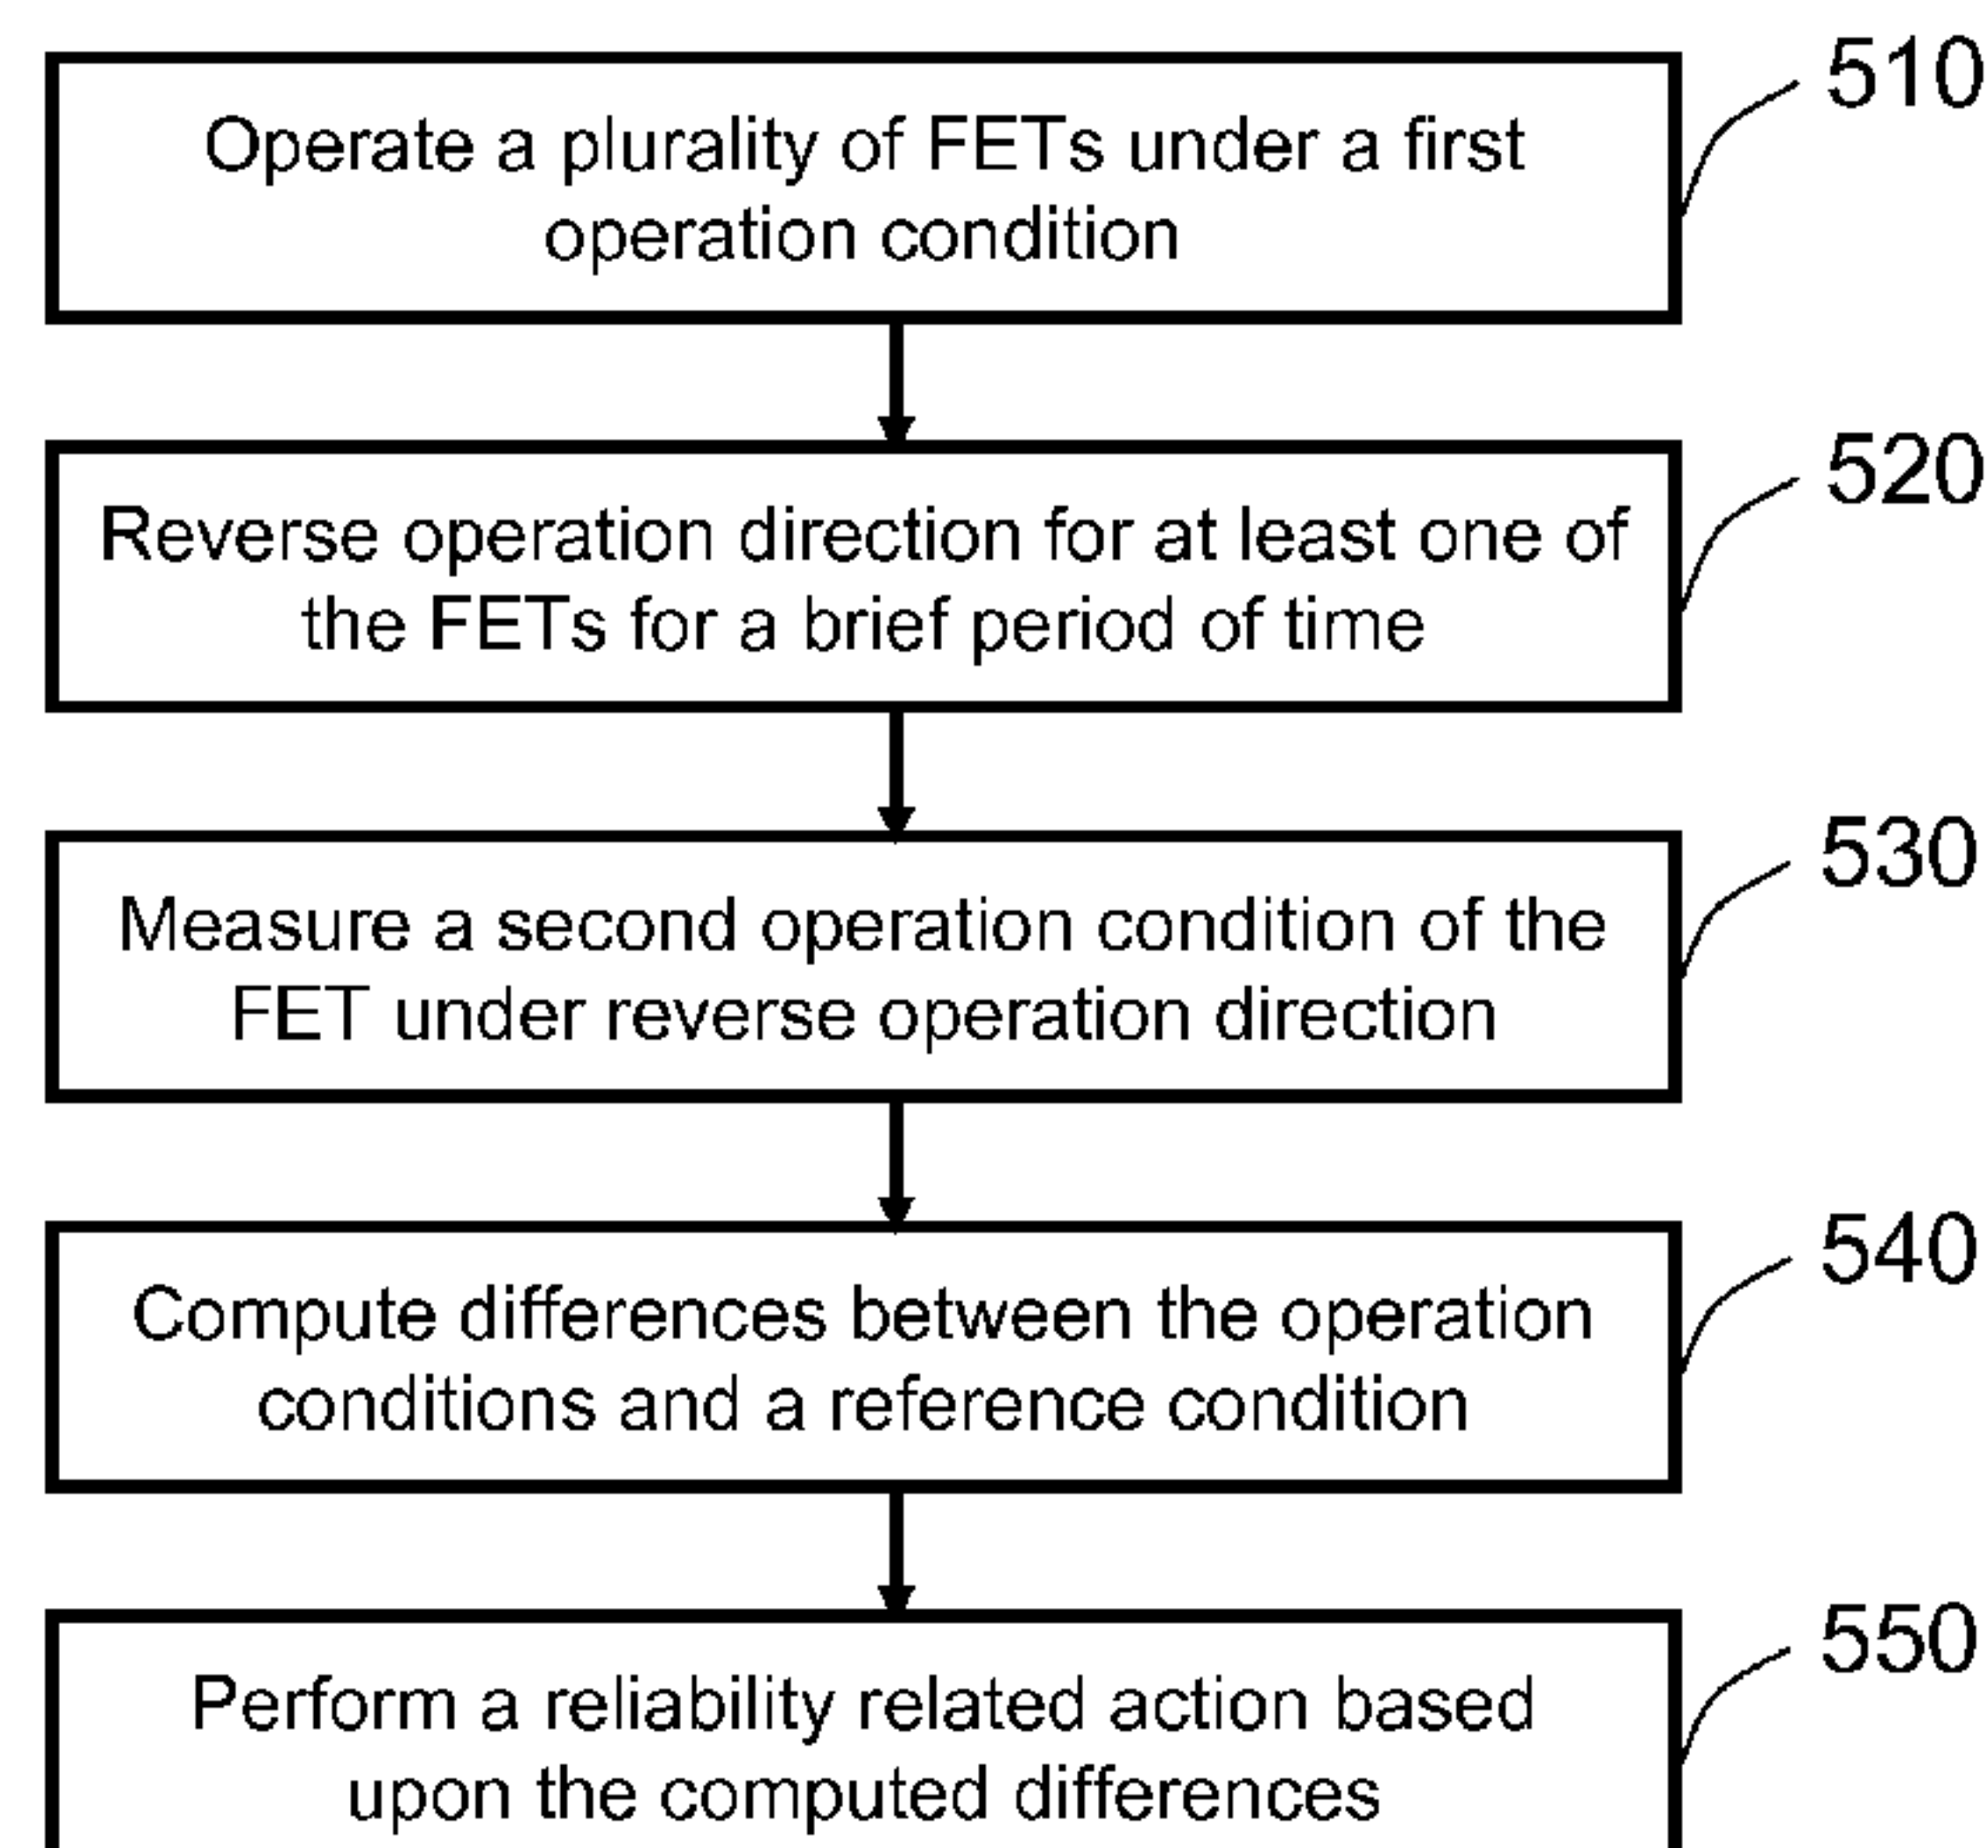 510
Operate a plurality of FETs under a first
operation condition
520
Reverse operation direction for at least one of
the FETs for a brief period of time
530
Measure a second operation condition of the
FET under reverse operation direction
540
Compute differences between the operation
conditions and a reference condition
550
Perform a reliability related action based
upon the computed differences